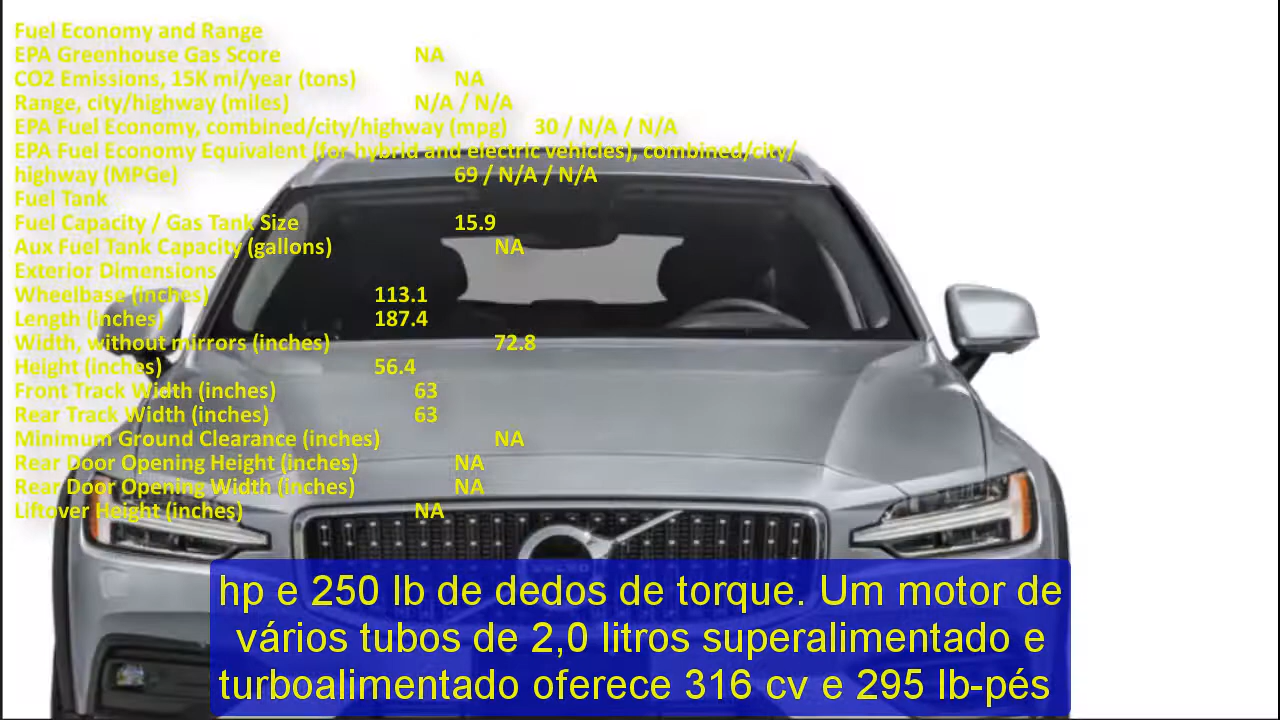 Fuel Economy and Range
EPA Greenhouse Gas Score NA
CO2 Emissions, 15K mi/year (tons) NA
Range, city/highway (miles) N/A / N/A
EPA Fuel Economy, combined/city/highway (mpg) 30 / N/A / N/A
EPA Fuel Economy Equivalent (for hybrid and electric vehicles), combined/city/
highway (MPGe) 69 / N/A / N/A
Fuel Tank
Fuel Capacity / Gas Tank Size 15.9
Aux Fuel Tank Capacity (gallons) NA
Exterior Dimensions
Wheelbase (inches) 113.1
Length (inches) 187.4
Width, without mirrors (inches) 72.8
Height (inches) 56.4
Front Track Width (inches) 63
Rear Track Width (inches) 63
Minimum Ground Clearance (inches) NA
Rear Door Opening Height (inches) NA
Rear Door Opening Width (inches) NA
Liftover Height (inches) NA
hp e 250 lb de dedos de torque. Um motor de
vários tubos de 2,0 litros superalimentado e
turboalimentado oferece 316 cv e 295 lb-pés